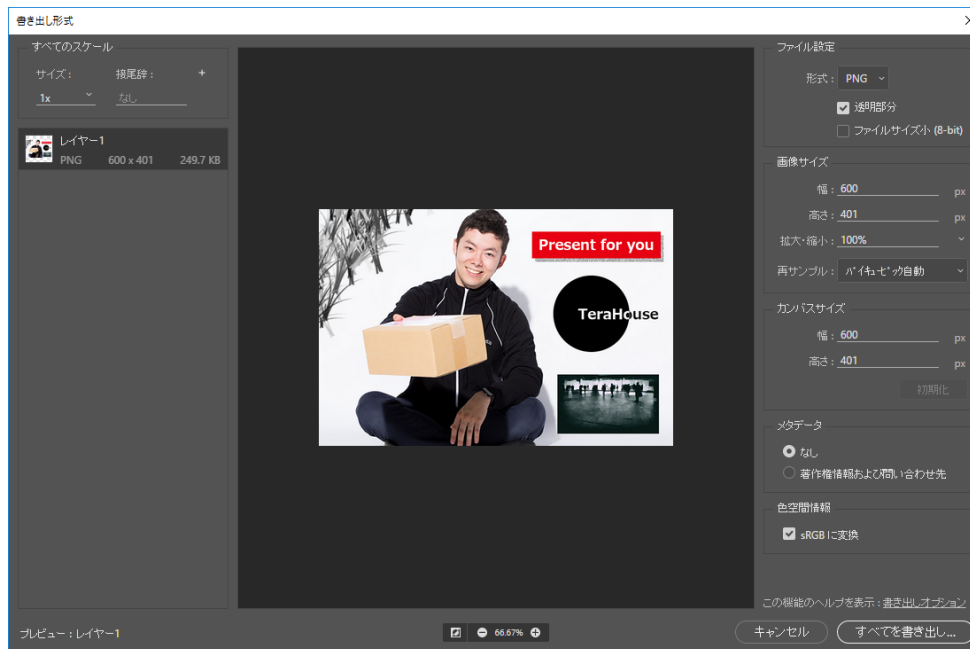 書き出し形式
すべてのスケール
サイズ： 接尾辞： +
1x なし
レイヤー1
PNG 600 x 401 249.7 KB
Present for you
TeraHouse
ファイル設定
形式： PNG
透明部分
ファイルサイズ小 (8-bit)
画像サイズ
幅： 600 px
高さ： 401 px
拡大・縮小： 100%
再サンプル： バイキュービック自動
カンバスサイズ
幅： 600 px
高さ： 401 px
初期化
メタデータ
なし
著作権情報および問い合わせ先
色空間情報
sRGB に変換
この機能のヘルプを表示：書き出しオプション
プレビュー：レイヤー1
66.67%
キャンセル
すべてを書き出し...